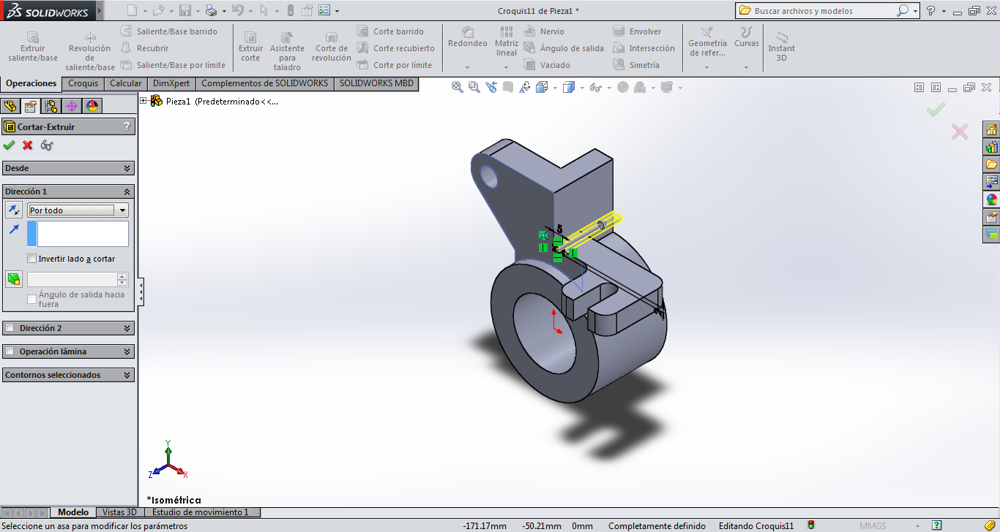 SOLIDWORKS
Croquis11 de Pieza1 *
Buscar archivos y modelos
Extruir saliente/base
Revolución de saliente/base
Saliente/Base barrido
Recubrir
Saliente/Base por límite
Extruir corte
Asistente para taladro
Corte de revolución
Corte barrido
Corte recubierto
Corte por límite
Redondeo
Matriz lineal
Nervio
Ángulo de salida
Vaciado
Envolver
Intersección
Simetría
Geometría de refer...
Curvas
Instant 3D
Operaciones
Croquis
Calcular
DimXpert
Complementos de SOLIDWORKS
SOLIDWORKS MBD
Pieza1 (Predeterminado<<...
Cortar-Extruir
?
Desde
Dirección 1
Por todo
Invertir lado a cortar
Ángulo de salida hacia
fuera
Dirección 2
Operación lámina
Contornos seleccionados
5
Y
Z
X
*Isométrica
Modelo
Vistas 3D
Estudio de movimiento 1
Seleccione un asa para modificar los parámetros
-171.17mm
-50.21mm
0mm
Completamente definido
Editando Croquis11
MMGS
?